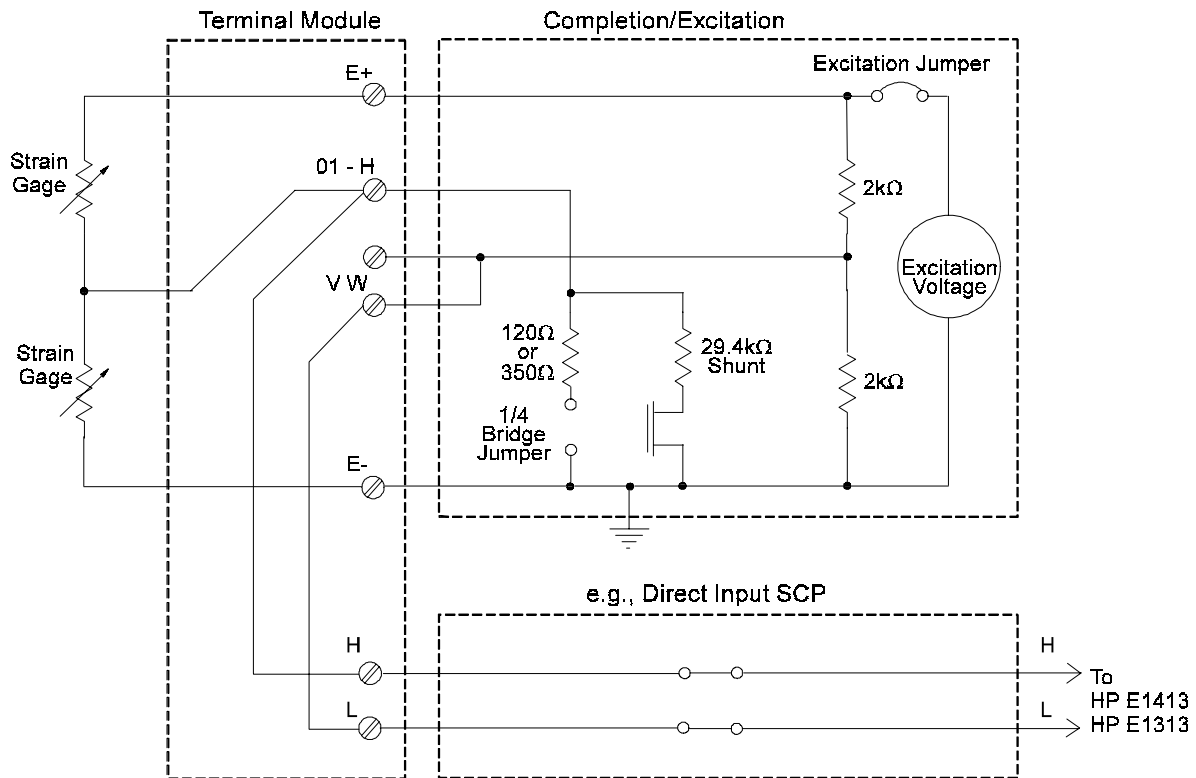 Terminal Module
Completion/Excitation
E+
Excitation Jumper
Strain
Gage
01 - H
2kΩ
V W
Excitation
Voltage
Strain
Gage
120Ω
or
350Ω
29.4kΩ
Shunt
2kΩ
1/4
Bridge
Jumper
E-
e.g., Direct Input SCP
H
H
To
HP E1413
HP E1313
L
L